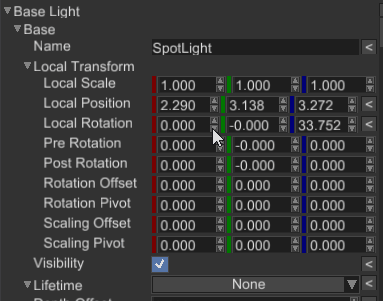 Base Light
Base
Name SpotLight <
Local Transform
Local Scale 1.000 1.000 1.000
Local Position 2.290 3.138 3.272 <
Local Rotation 0.000 -0.000 33.752 <
Pre Rotation 0.000 -0.000 0.000
Post Rotation 0.000 -0.000 0.000
Rotation Offset 0.000 0.000 0.000
Rotation Pivot 0.000 0.000 0.000
Scaling Offset 0.000 0.000 0.000
Scaling Pivot 0.000 0.000 0.000
Visibility <
Lifetime None <